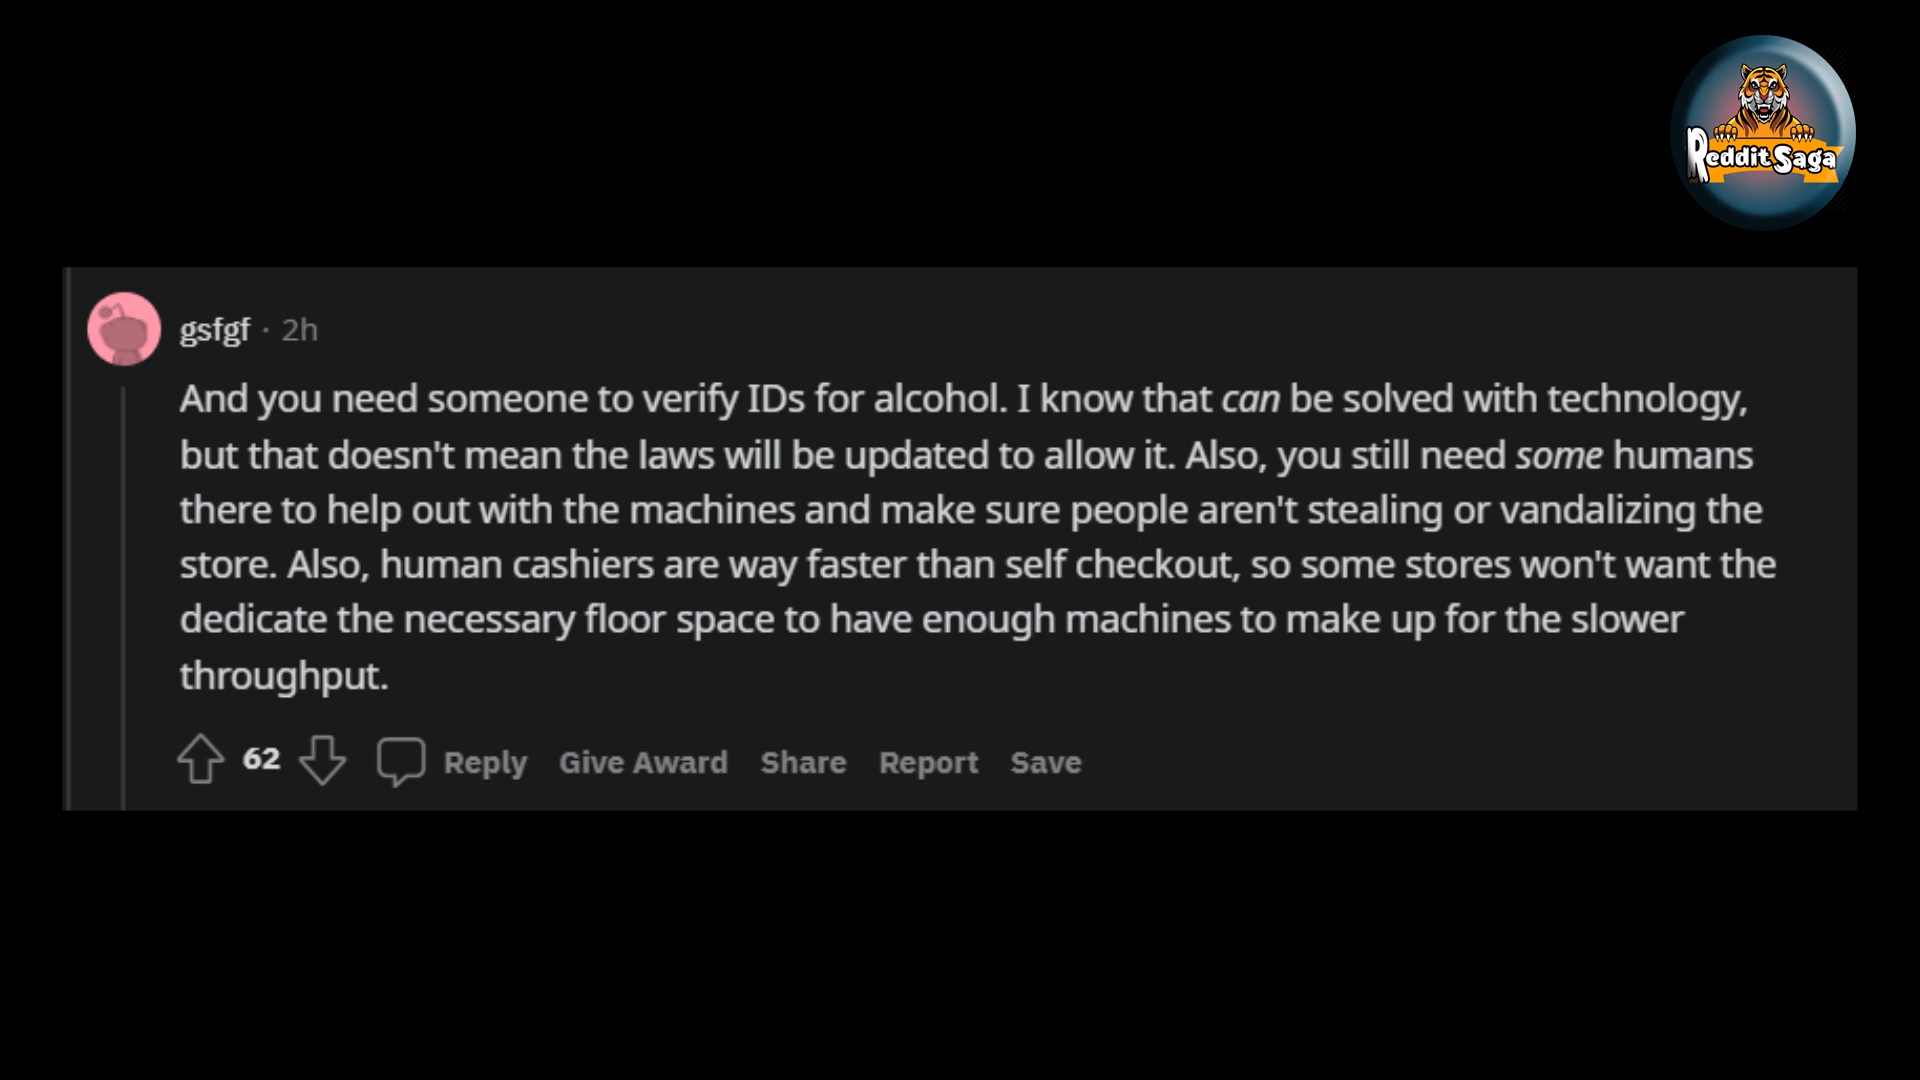 Reddit Saga
gsfgf · 2h
And you need someone to verify IDs for alcohol. I know that can be solved with technology,
but that doesn't mean the laws will be updated to allow it. Also, you still need some humans
there to help out with the machines and make sure people aren't stealing or vandalizing the
store. Also, human cashiers are way faster than self checkout, so some stores won't want the
dedicate the necessary floor space to have enough machines to make up for the slower
throughput.
62 Reply Give Award Share Report Save